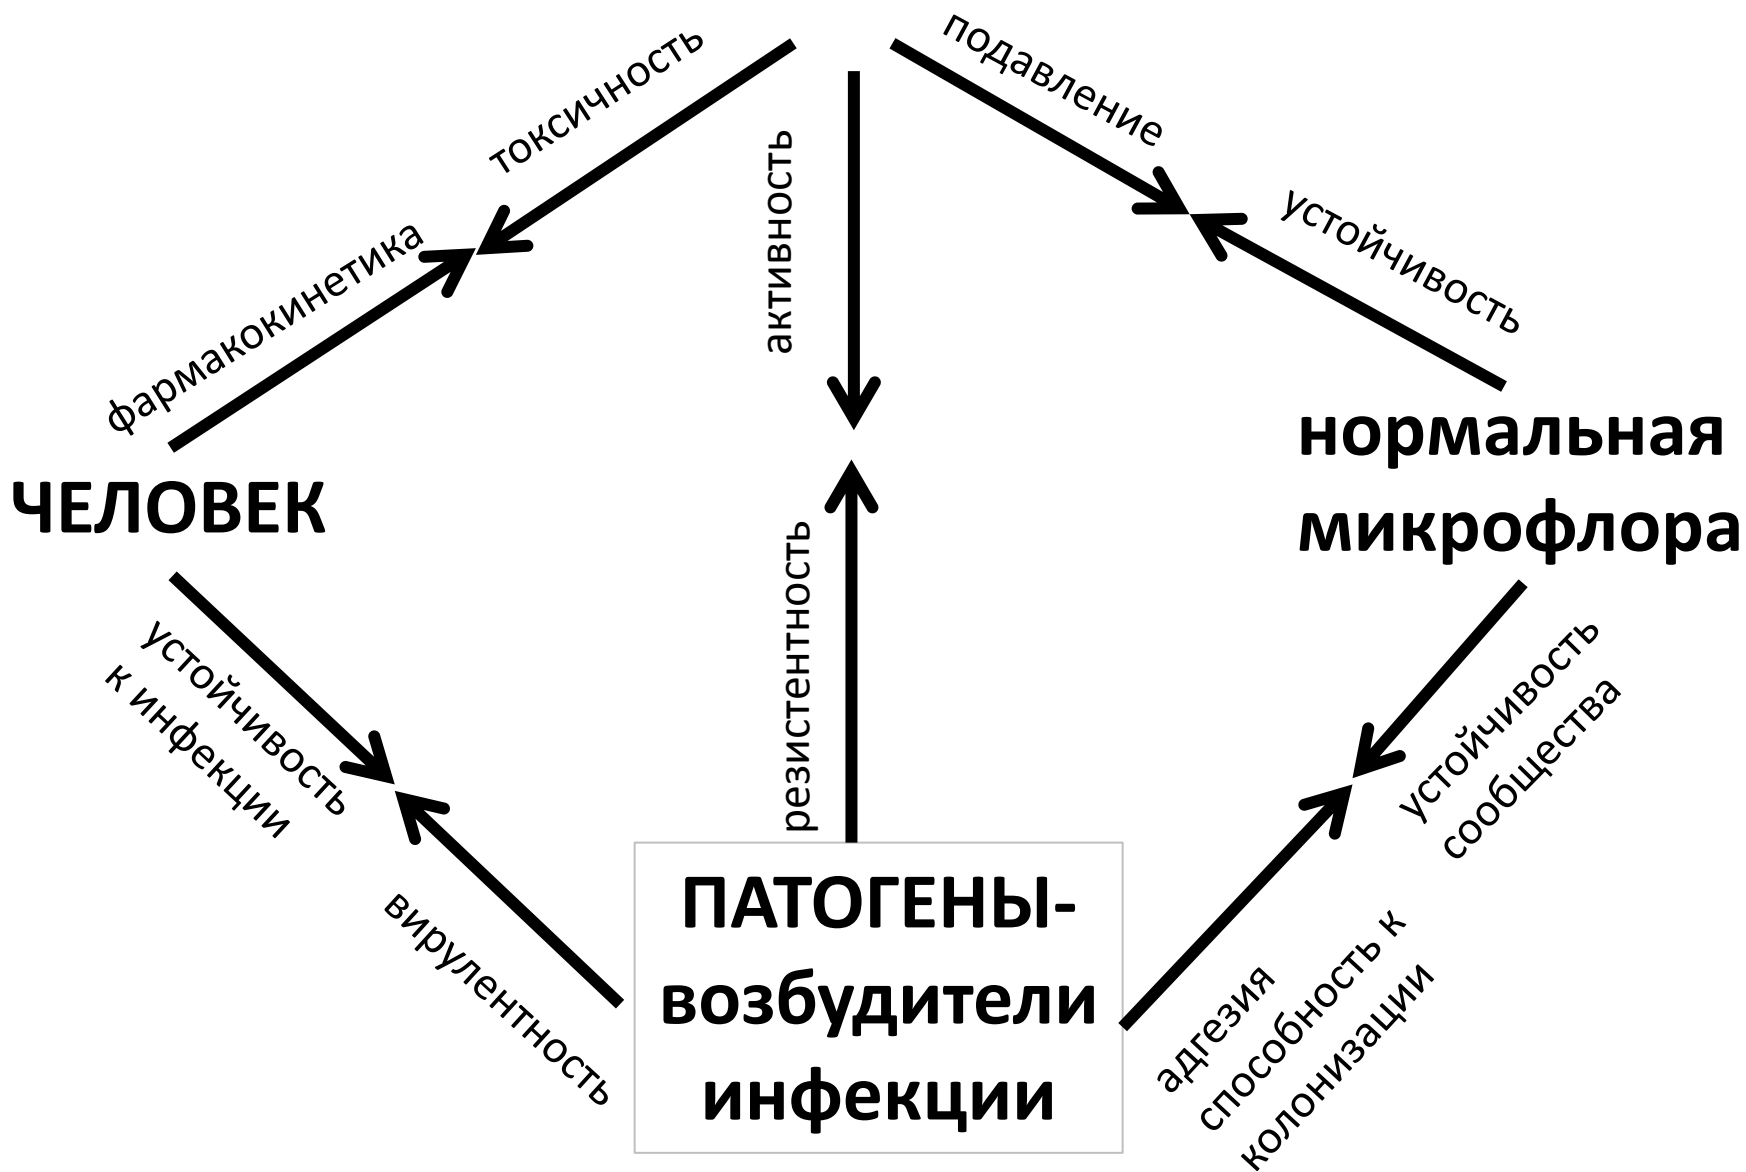 токсичность
подавление
фармакокинетика
активность
устойчивость
ЧЕЛОВЕК
нормальная
микрофлора
устойчивость
к инфекции
резистентность
устойчивость
сообщества
вирулентность
ПАТОГЕНЫ-
возбудители
инфекции
адгезия
способность к
колонизации